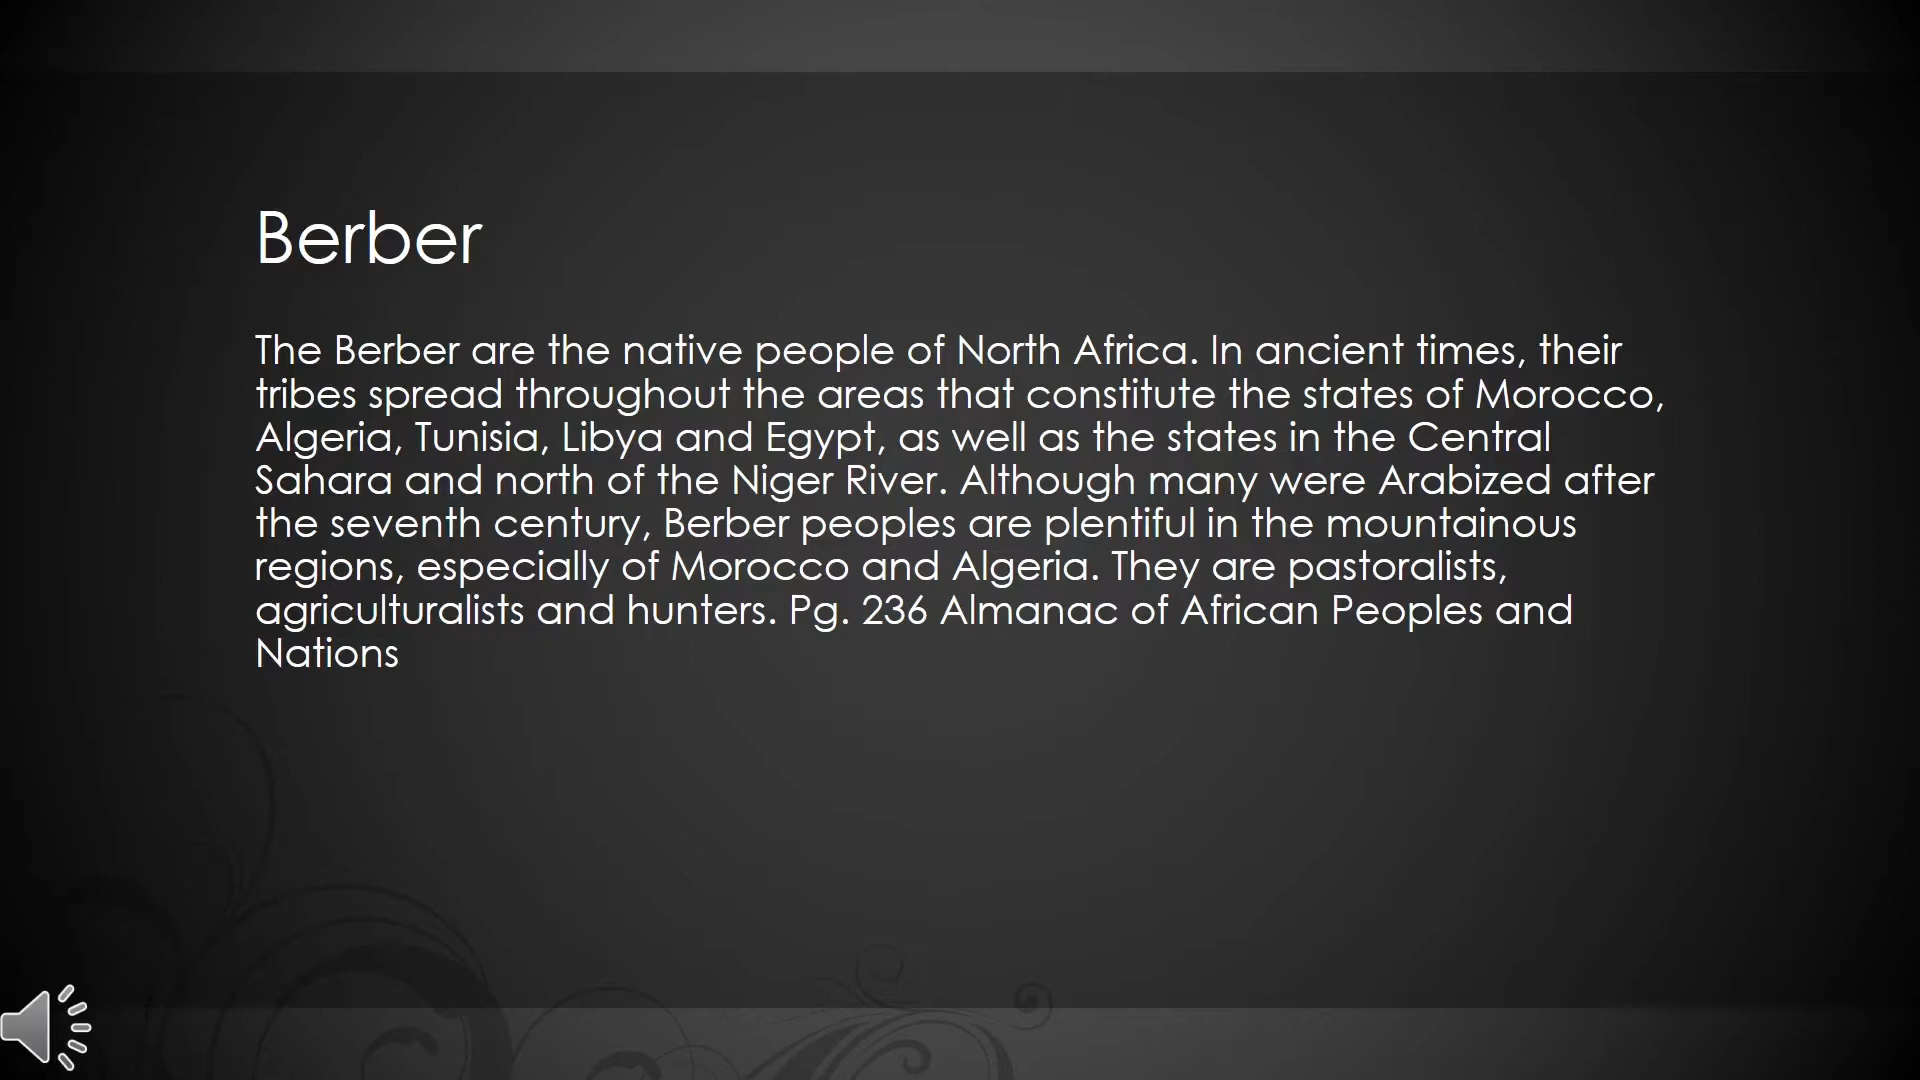 Berber
The Berber are the native people of North Africa. In ancient times, their
tribes spread throughout the areas that constitute the states of Morocco,
Algeria, Tunisia, Libya and Egypt, as well as the states in the Central
Sahara and north of the Niger River. Although many were Arabized after
the seventh century, Berber peoples are plentiful in the mountainous
regions, especially of Morocco and Algeria. They are pastoralists,
agriculturalists and hunters. Pg. 236 Almanac of African Peoples and
Nations